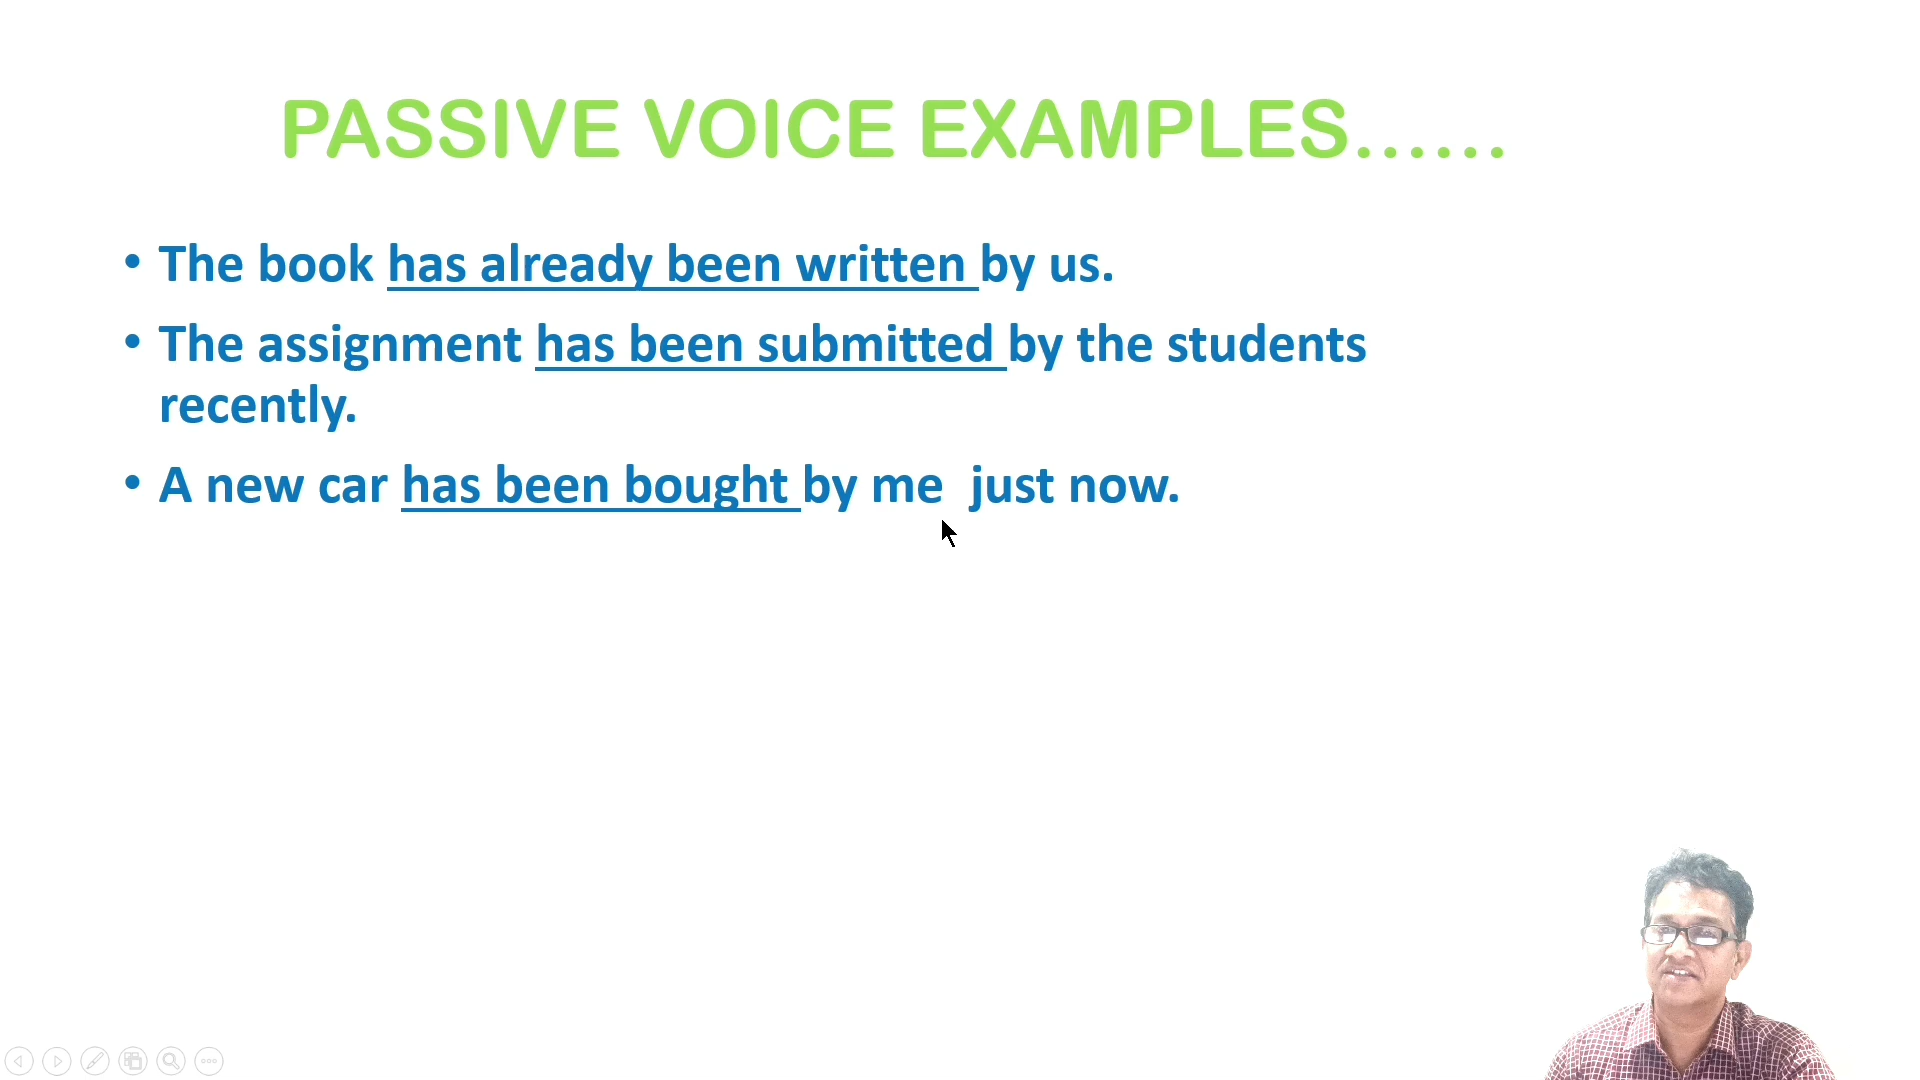 PASSIVE VOICE EXAMPLES......
• The book has already been written by us.
• The assignment has been submitted by the students
recently.
• A new car has been bought by me  just now.